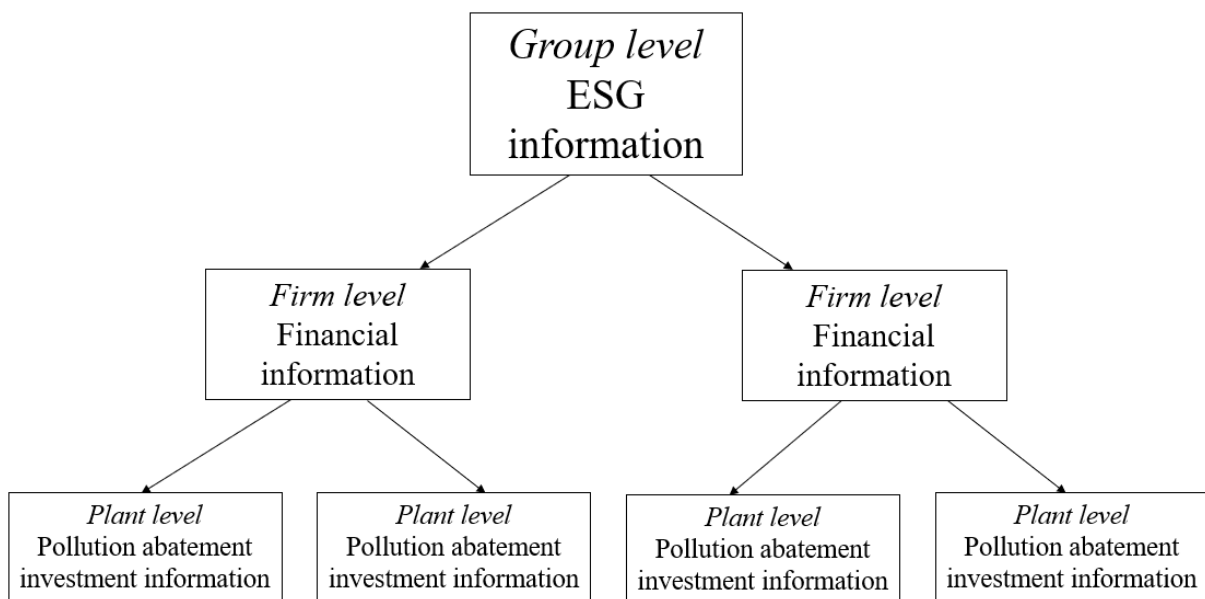 Group level
ESG
information
Firm level
Financial
information
Firm level
Financial
information
Plant level
Pollution abatement
investment information
Plant level
Pollution abatement
investment information
Plant level
Pollution abatement
investment information
Plant level
Pollution abatement
investment information